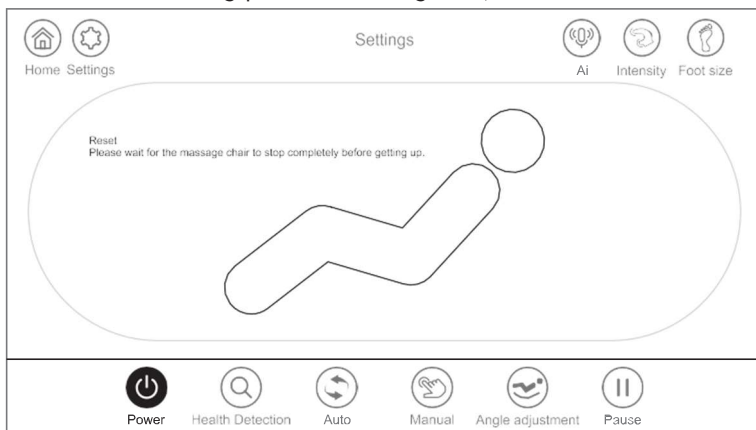 Home Settings
Settings
Ai
Intensity
Foot size
Reset
Please wait for the massage chair to stop completely before getting up.
Power
Health Detection
Auto
Manual
Angle adjustment
Pause